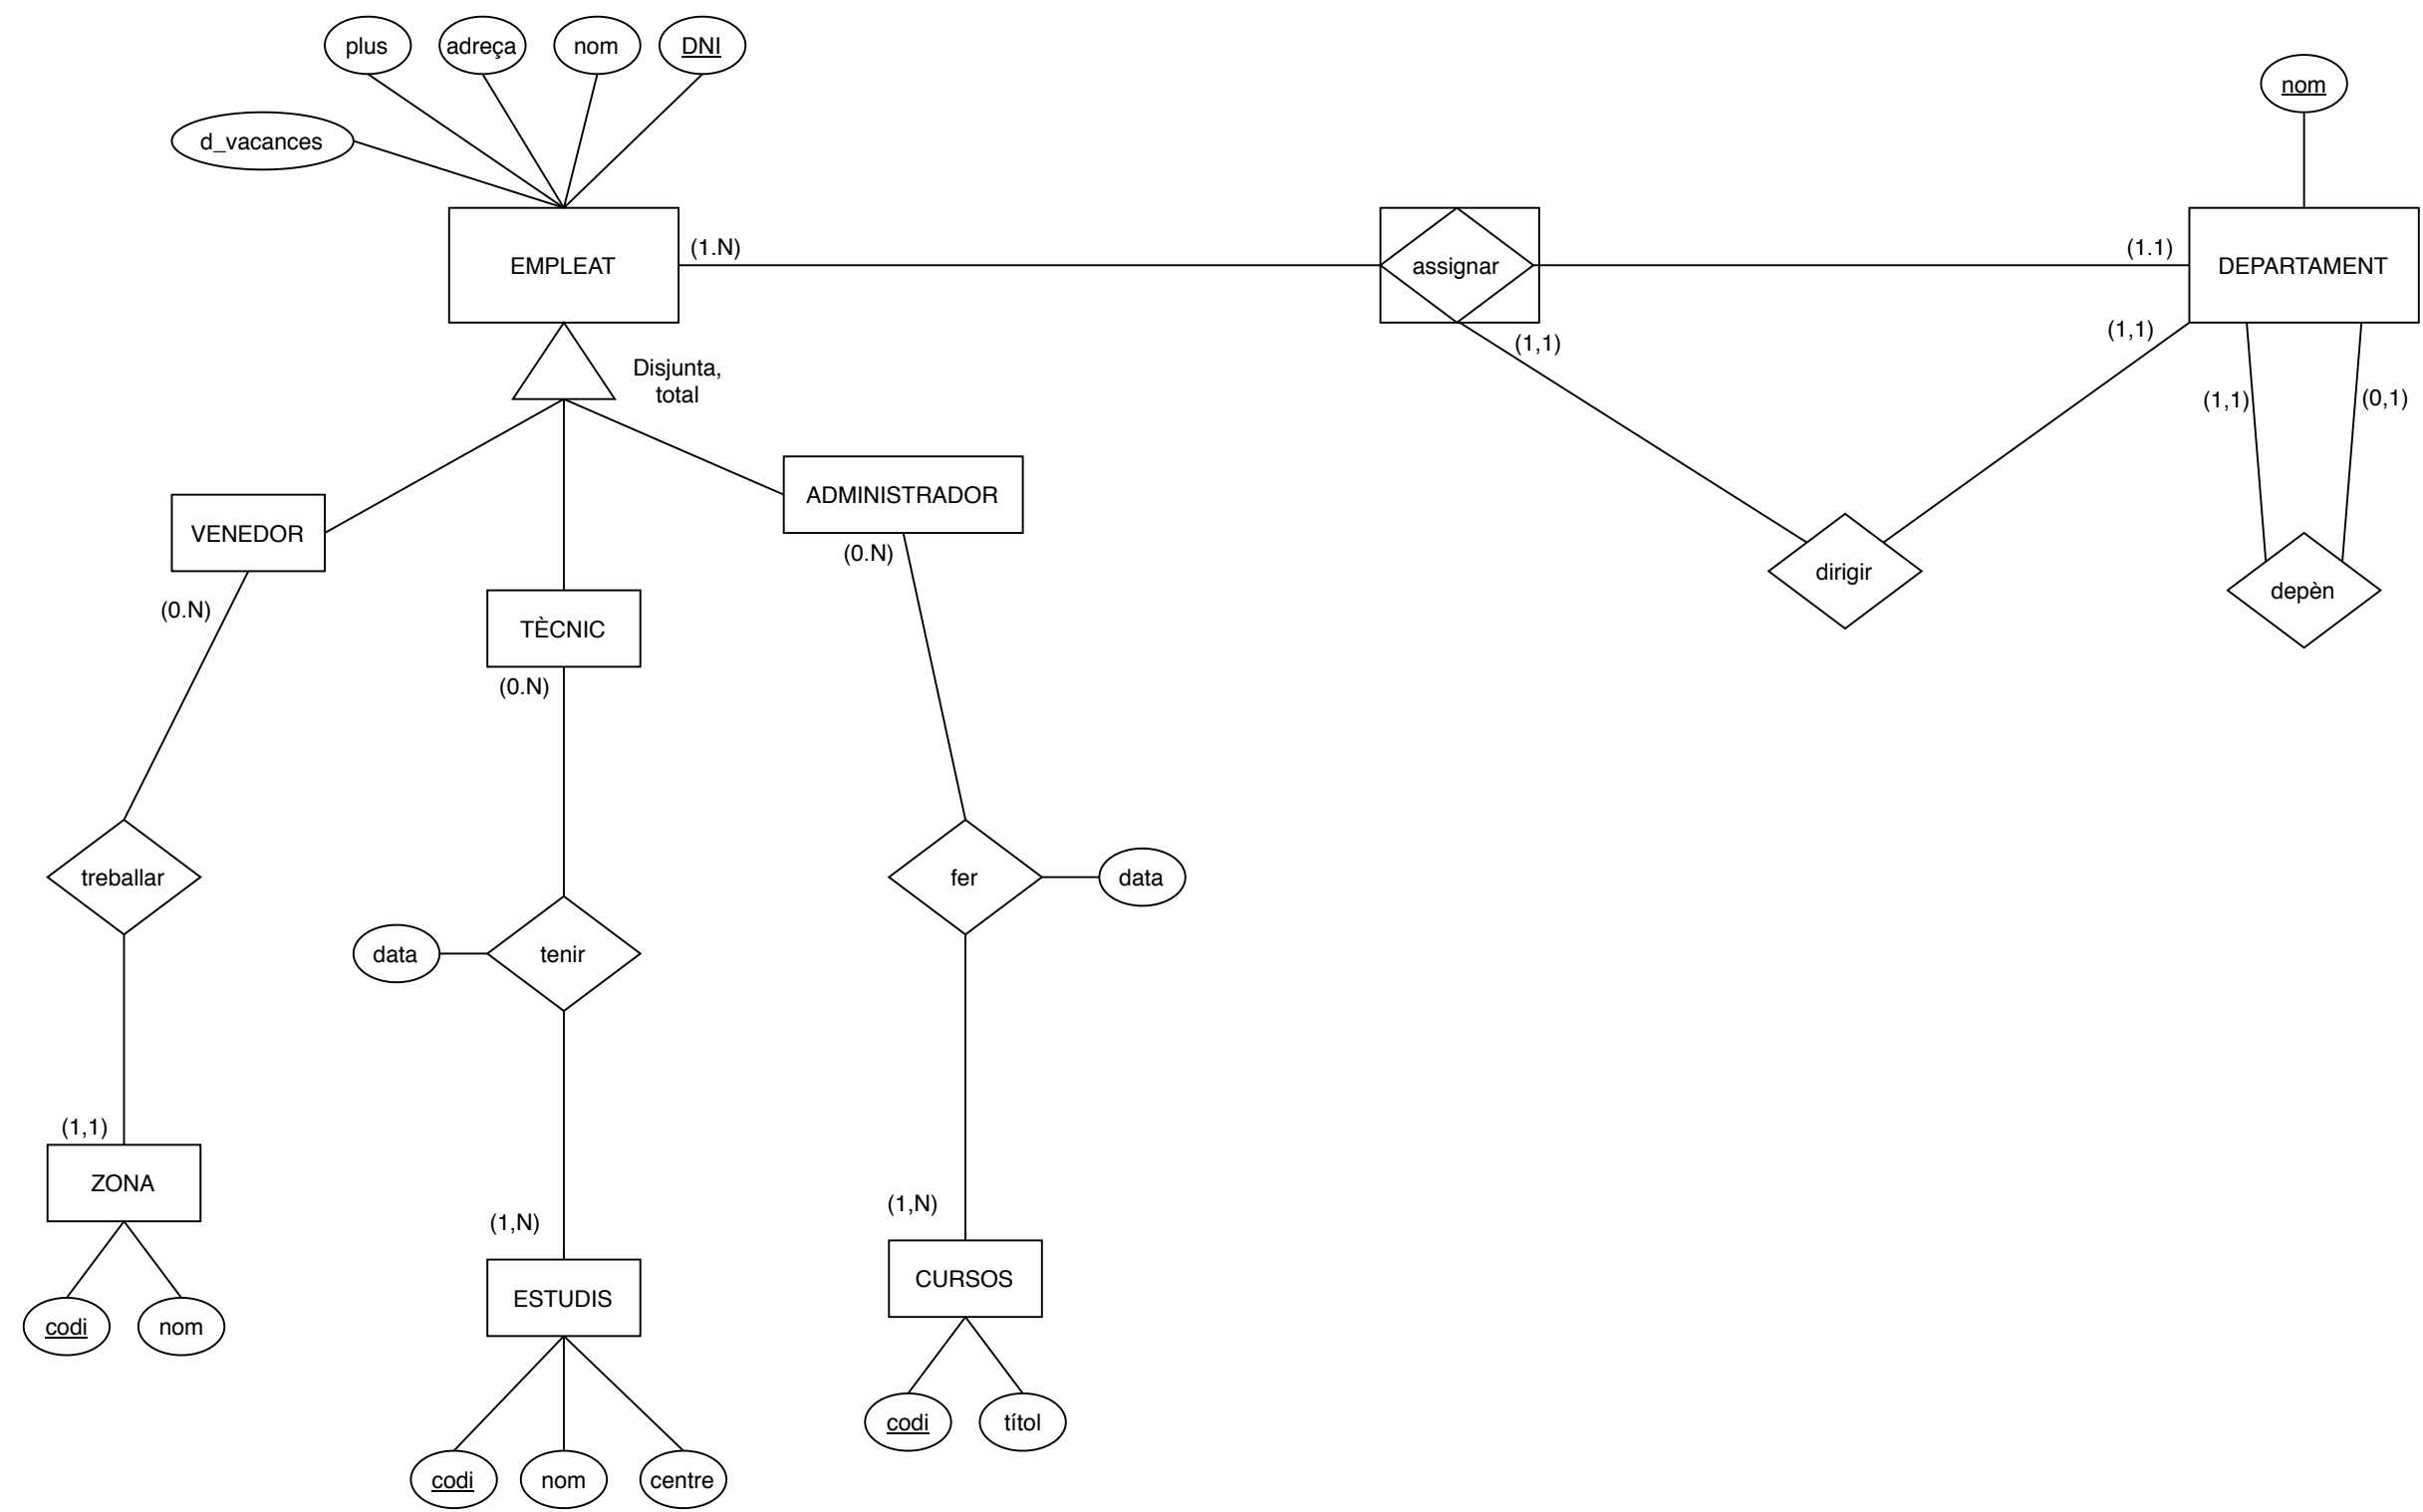 plus
adreça
nom
DNI
nom
d_vacances
(1.N)
(1.1)
EMPLEAT
assignar
DEPARTAMENT
(1,1)
(1,1)
Disjunta,
total
(1,1)
(0,1)
ADMINISTRADOR
VENEDOR
(0.N)
dirigir
depèn
(0.N)
TÈCNIC
(0.N)
treballar
fer
data
data
tenir
(1,1)
ZONA
(1,N)
(1,N)
CURSOS
ESTUDIS
codi
nom
codi
títol
codi
nom
centre